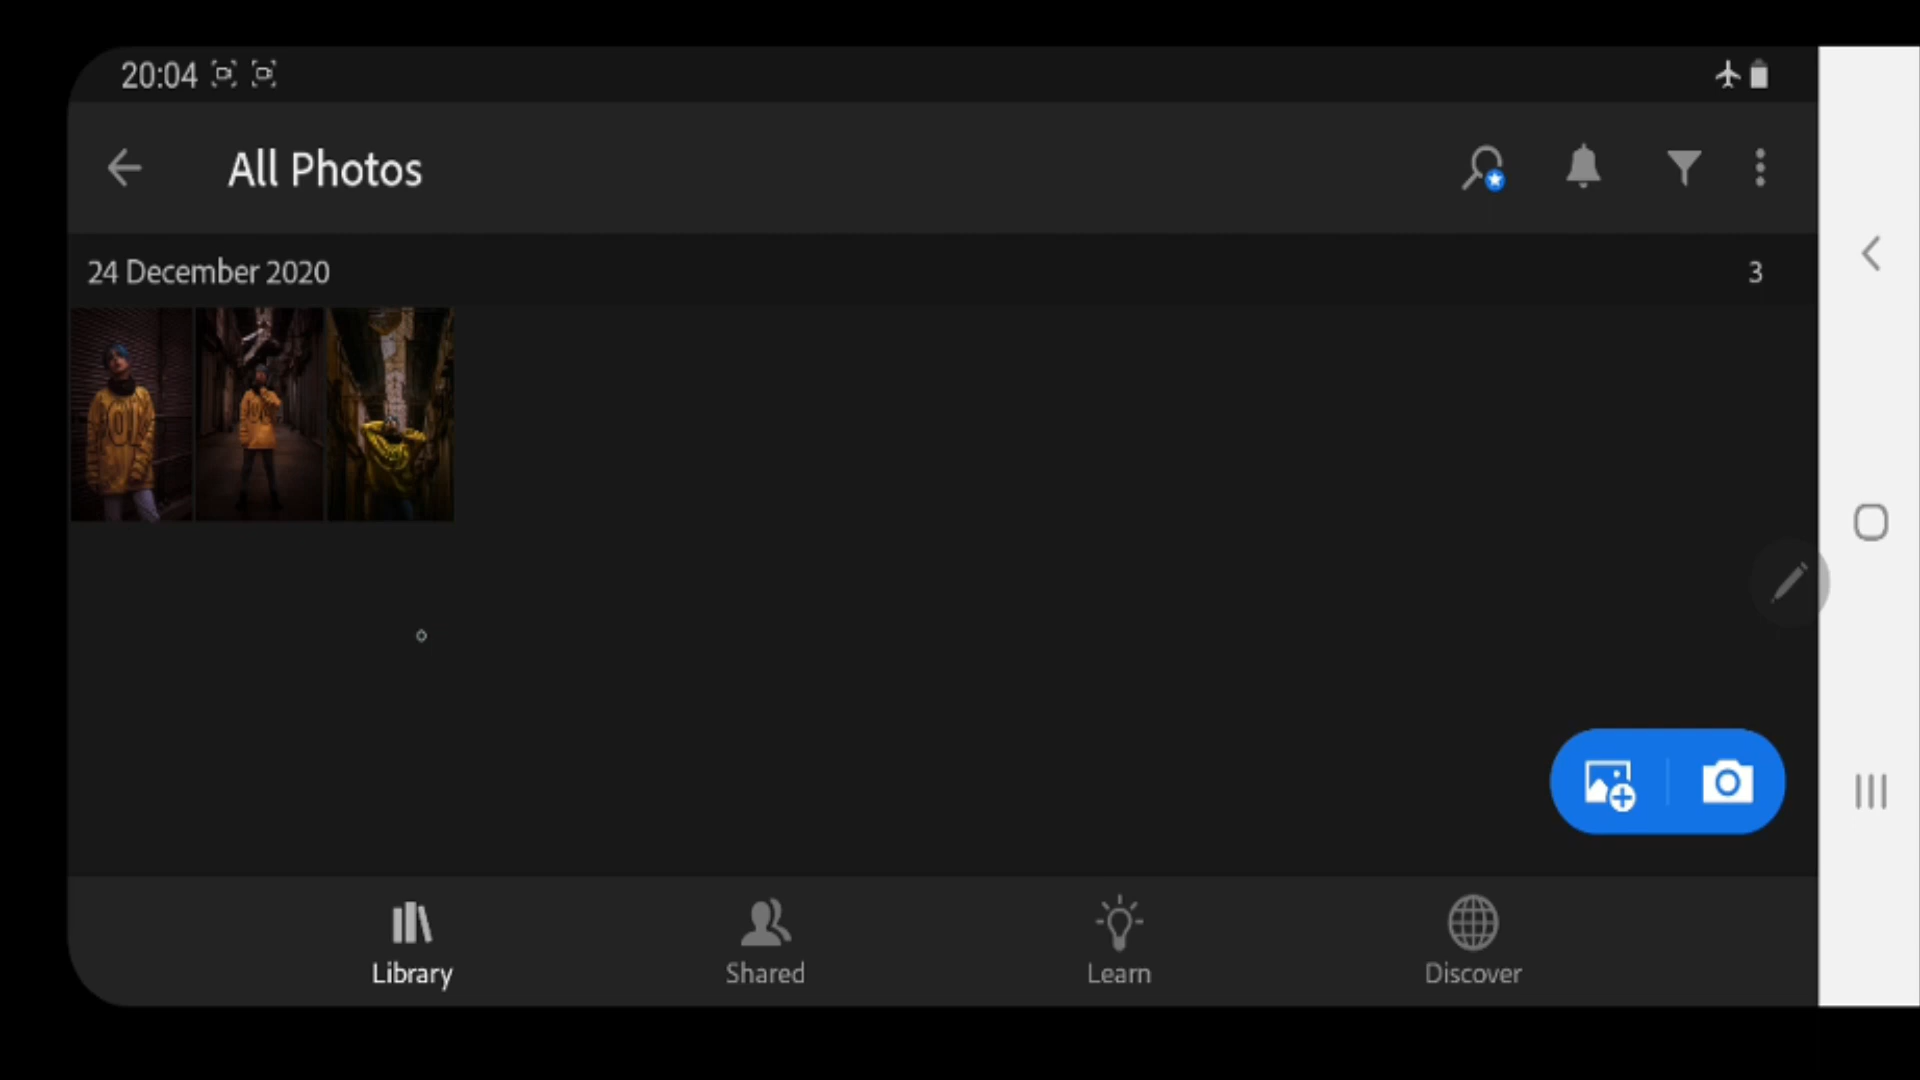 20:04
All Photos
24 December 2020
3
Library
Shared
Learn
Discover